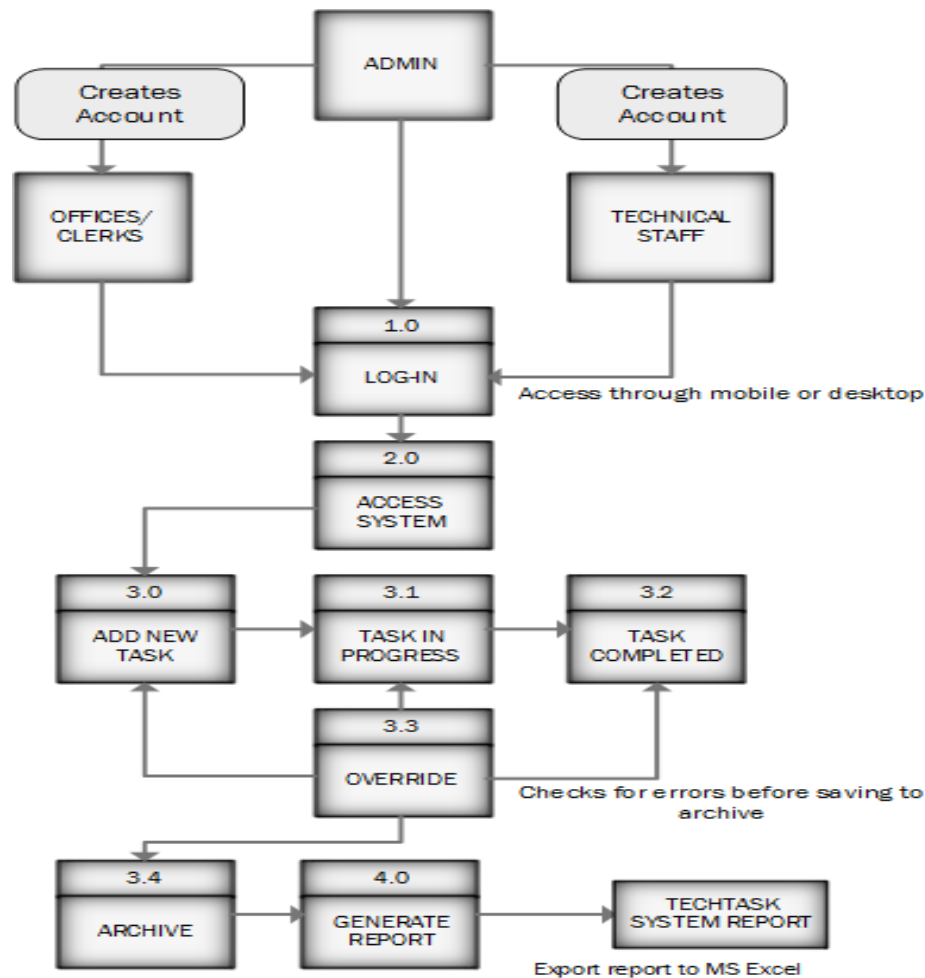 ADMIN
Creates
Account
Creates
Account
OFFICES/
CLERKS
TECHNICAL
STAFF
1.0
LOG-IN
Access through mobile or desktop
2.0
ACCESS
SYSTEM
3.0
ADD NEW
TASK
3.1
TASK IN
PROGRESS
3.2
TASK
COMPLETED
3.3
OVERRIDE
Checks for errors before saving to
archive
3.4
ARCHIVE
4.0
GENERATE
REPORT
TECHTASK
SYSTEM REPORT
Export report to MS Excel